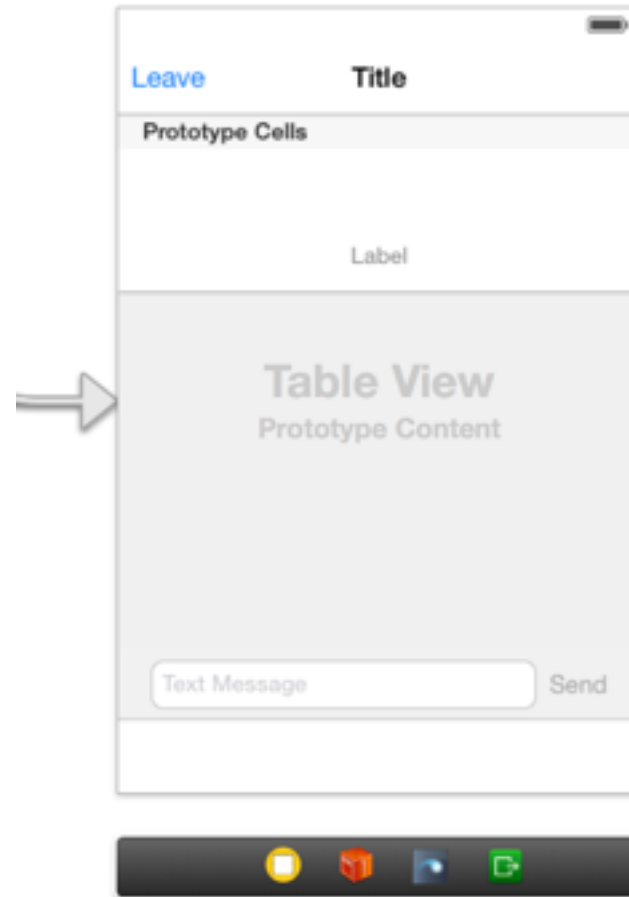 Leave Title
Prototype Cells
Label
Table View
Prototype Content
Text Message Send